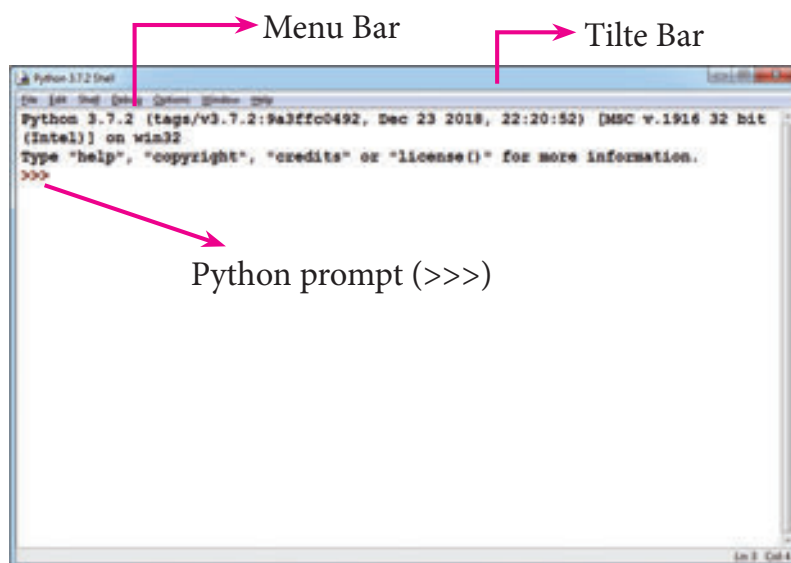 Menu Bar
Tilte Bar
Python 3.7.2 Shell
File Edit Shell Debug Options Window Help
Python 3.7.2 (tags/v3.7.2:9a3ffc0492, Dec 23 2018, 22:20:52) [MSC v.1916 32 bit
(Intel)] on win32
Type "help", "copyright", "credits" or "license()" for more information.
>>>
Python prompt (>>>)
Ln 3 Col 4